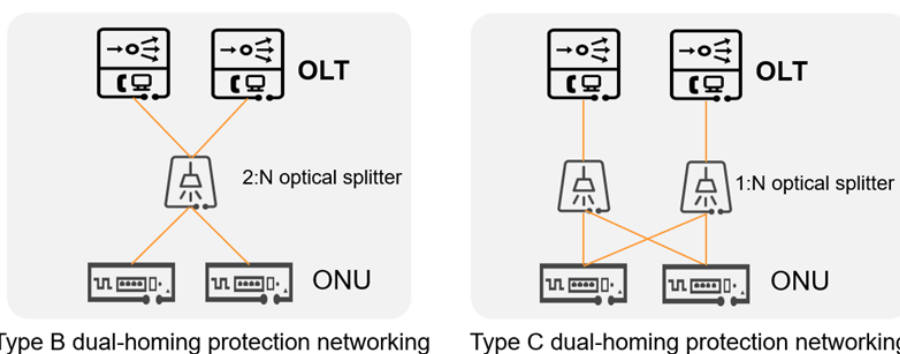 OLT
2:N optical splitter
ONU
Type B dual-homing protection networking
OLT
1:N optical splitter
ONU
Type C dual-homing protection networking